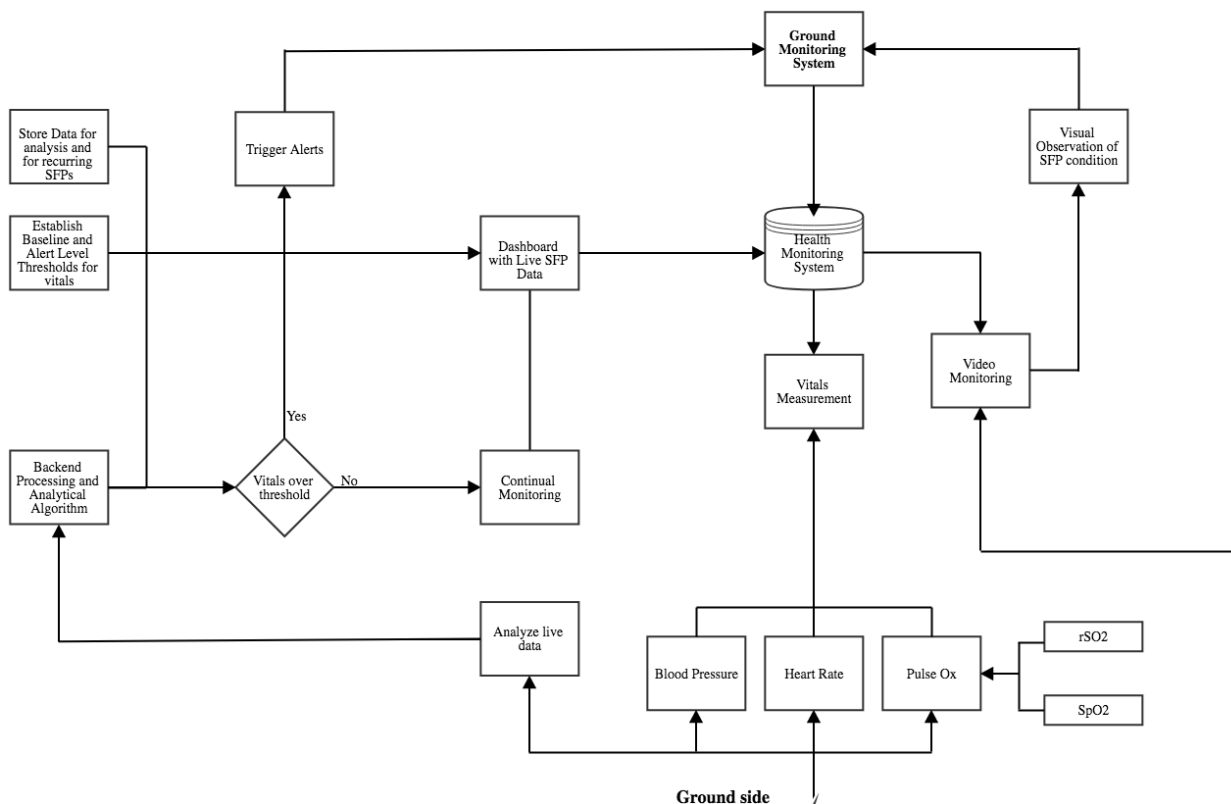 Ground
Monitoring
System
Store Data for
analysis and
for recurring
SFPs
Trigger Alerts
Visual
Observation of
SFP condition
Establish
Baseline and
Alert Level
Thresholds for
vitals
Dashboard
with Live SFP
Data
Health
Monitoring
System
Vitals
Measurement
Video
Monitoring
Yes
Backend
Processing and
Analytical
Algorithm
Vitals over
threshold
No
Continual
Monitoring
Analyze live
data
Blood Pressure
Heart Rate
Pulse Ox
rSO2
SpO2
Ground side